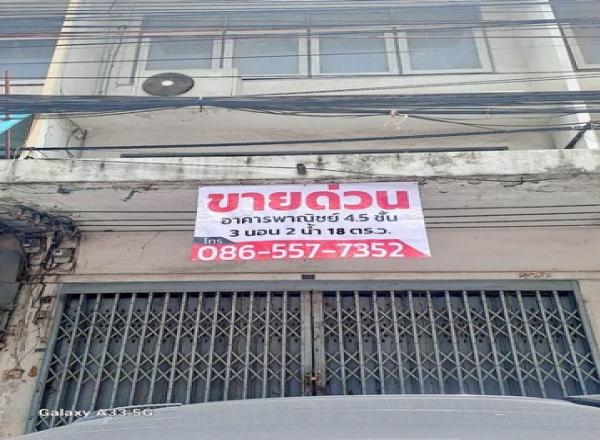 ขายด่วน
อาคารพาณิชย์ 4.5 ชั้น
3 นอน 2 น้ำ 18 ตร.ว.
โทร 086-557-7352
Galaxy A33 5G